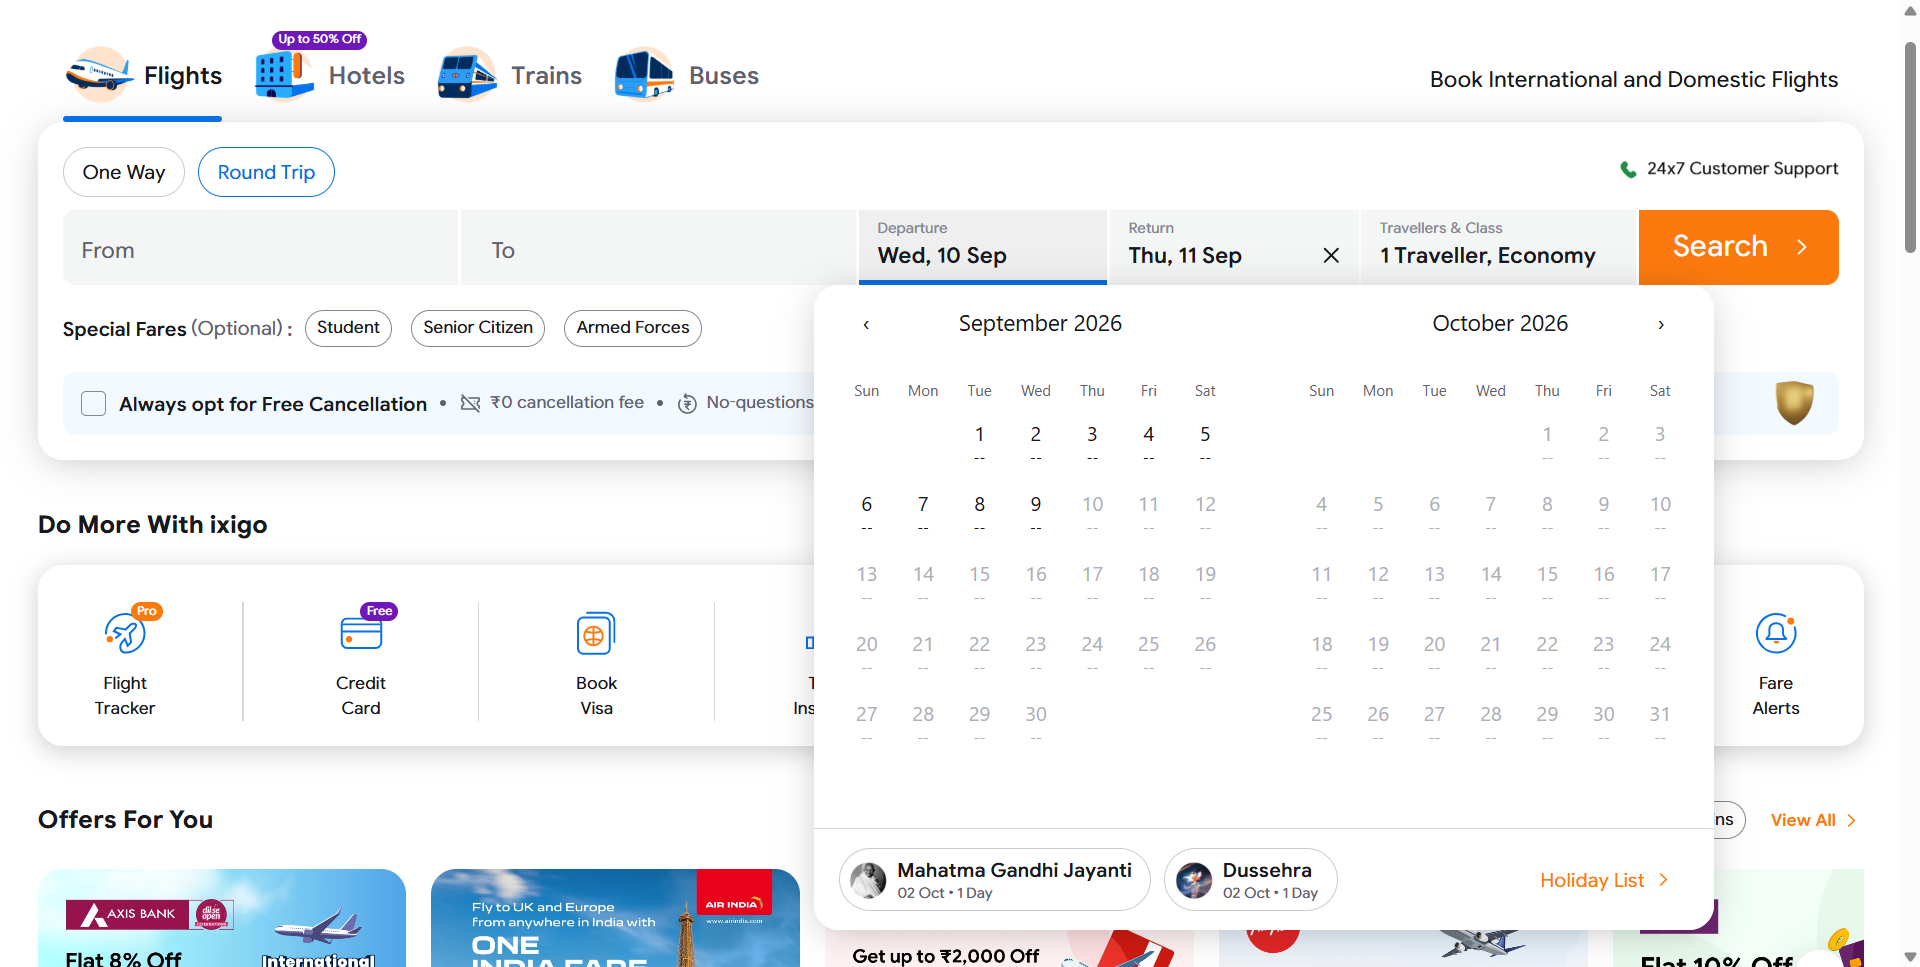 Up to 50% Off
Flights
Hotels
Trains
Buses
Book International and Domestic Flights
One Way
Round Trip
24x7 Customer Support
From
To
Departure
Wed, 10 Sep
Return
Thu, 11 Sep
Travellers & Class
1 Traveller, Economy
Search
Special Fares (Optional) :
Student
Senior Citizen
Armed Forces
Always opt for Free Cancellation • ₹0 cancellation fee • No-questions
September 2026
Sun Mon Tue Wed Thu Fri Sat
1 2 3 4 5
-- -- -- -- --
6 7 8 9 10 11 12
-- -- -- -- -- -- --
13 14 15 16 17 18 19
-- -- -- -- -- -- --
20 21 22 23 24 25 26
-- -- -- -- -- -- --
27 28 29 30
-- -- -- --
October 2026
Sun Mon Tue Wed Thu Fri Sat
1 2 3
-- -- --
4 5 6 7 8 9 10
-- -- -- -- -- -- --
11 12 13 14 15 16 17
-- -- -- -- -- -- --
18 19 20 21 22 23 24
-- -- -- -- -- -- --
25 26 27 28 29 30 31
-- -- -- -- -- -- --
Mahatma Gandhi Jayanti
02 Oct • 1 Day
Dussehra
02 Oct • 1 Day
Holiday List
Do More With ixigo
Pro
Flight
Tracker
Free
Credit
Card
Book
Visa
T
Ins
Fare
Alerts
Offers For You
ns
View All
AXIS BANK
dil se
open
Flat 8% Off
International
Fly to UK and Europe
from anywhere in India with
ONE
INDIA FARE
AIR INDIA
www.airindia.com
Get up to ₹2,000 Off
Flat 10% Off